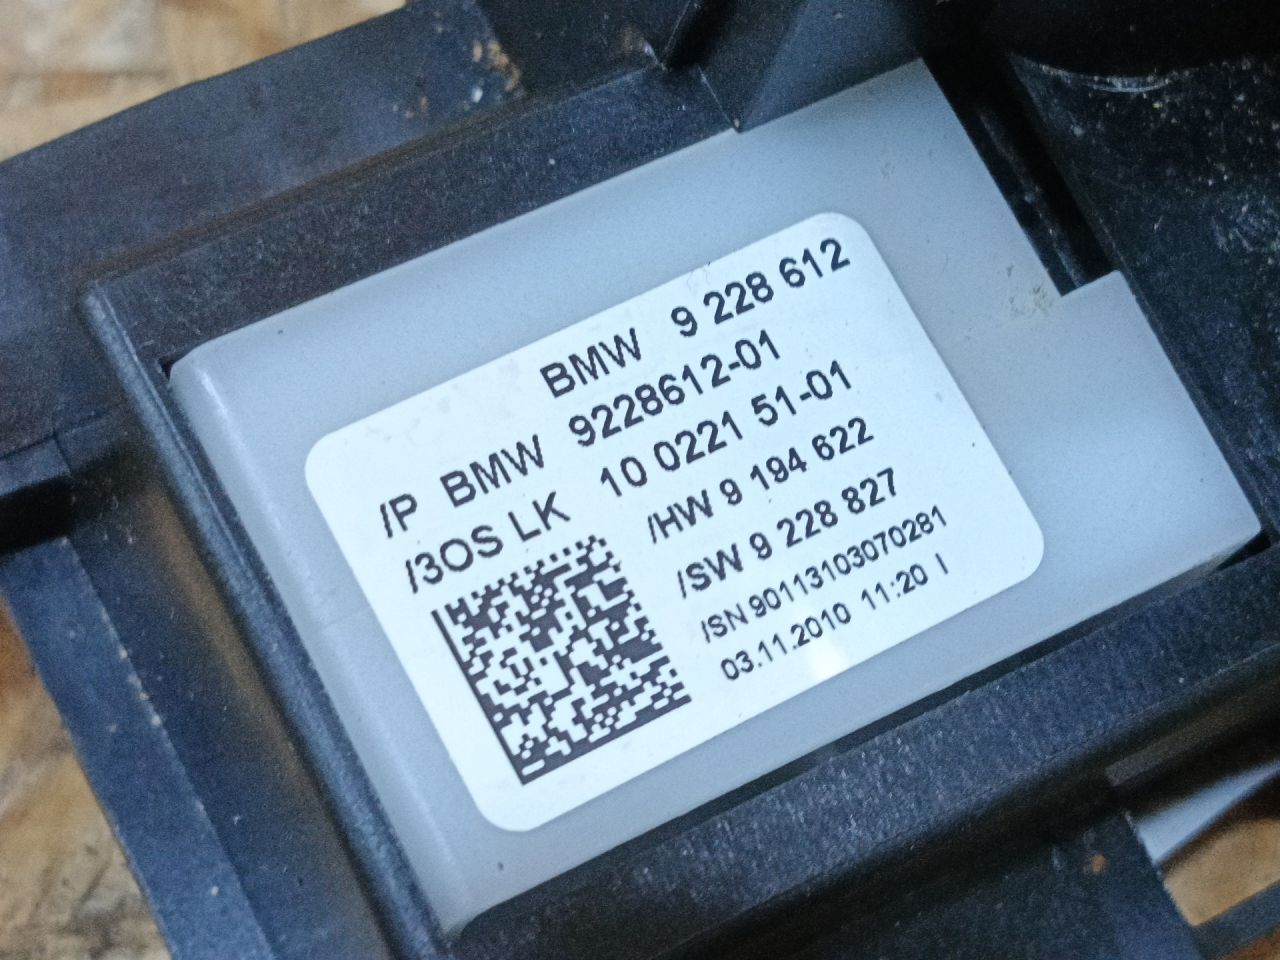 BMW 9 228 612
/P BMW 9228612-01
/3OS LK 10 0221 51-01
/HW 9 194 622
/SW 9 228 827
/SN 90113103070281
03.11.2010 11:20 |